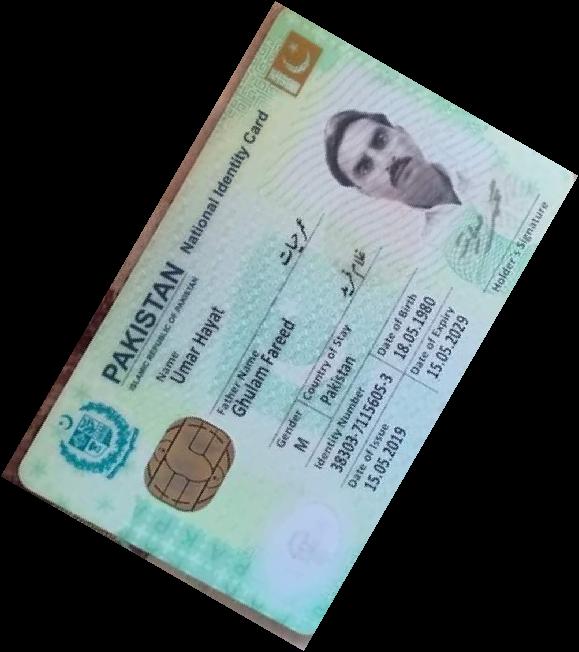 PAKISTAN National Identity Card
ISLAMIC REPUBLIC OF PAKISTAN
Name
Umar Hayat
عمر حیات
Father Name
Ghulam Fareed
غلام فرید
Gender Country of Stay
M Pakistan
Identity Number Date of Birth
38303-7115605-3 18.05.1980
Date of Issue Date of Expiry
15.05.2019 15.05.2029
Holder's Signature